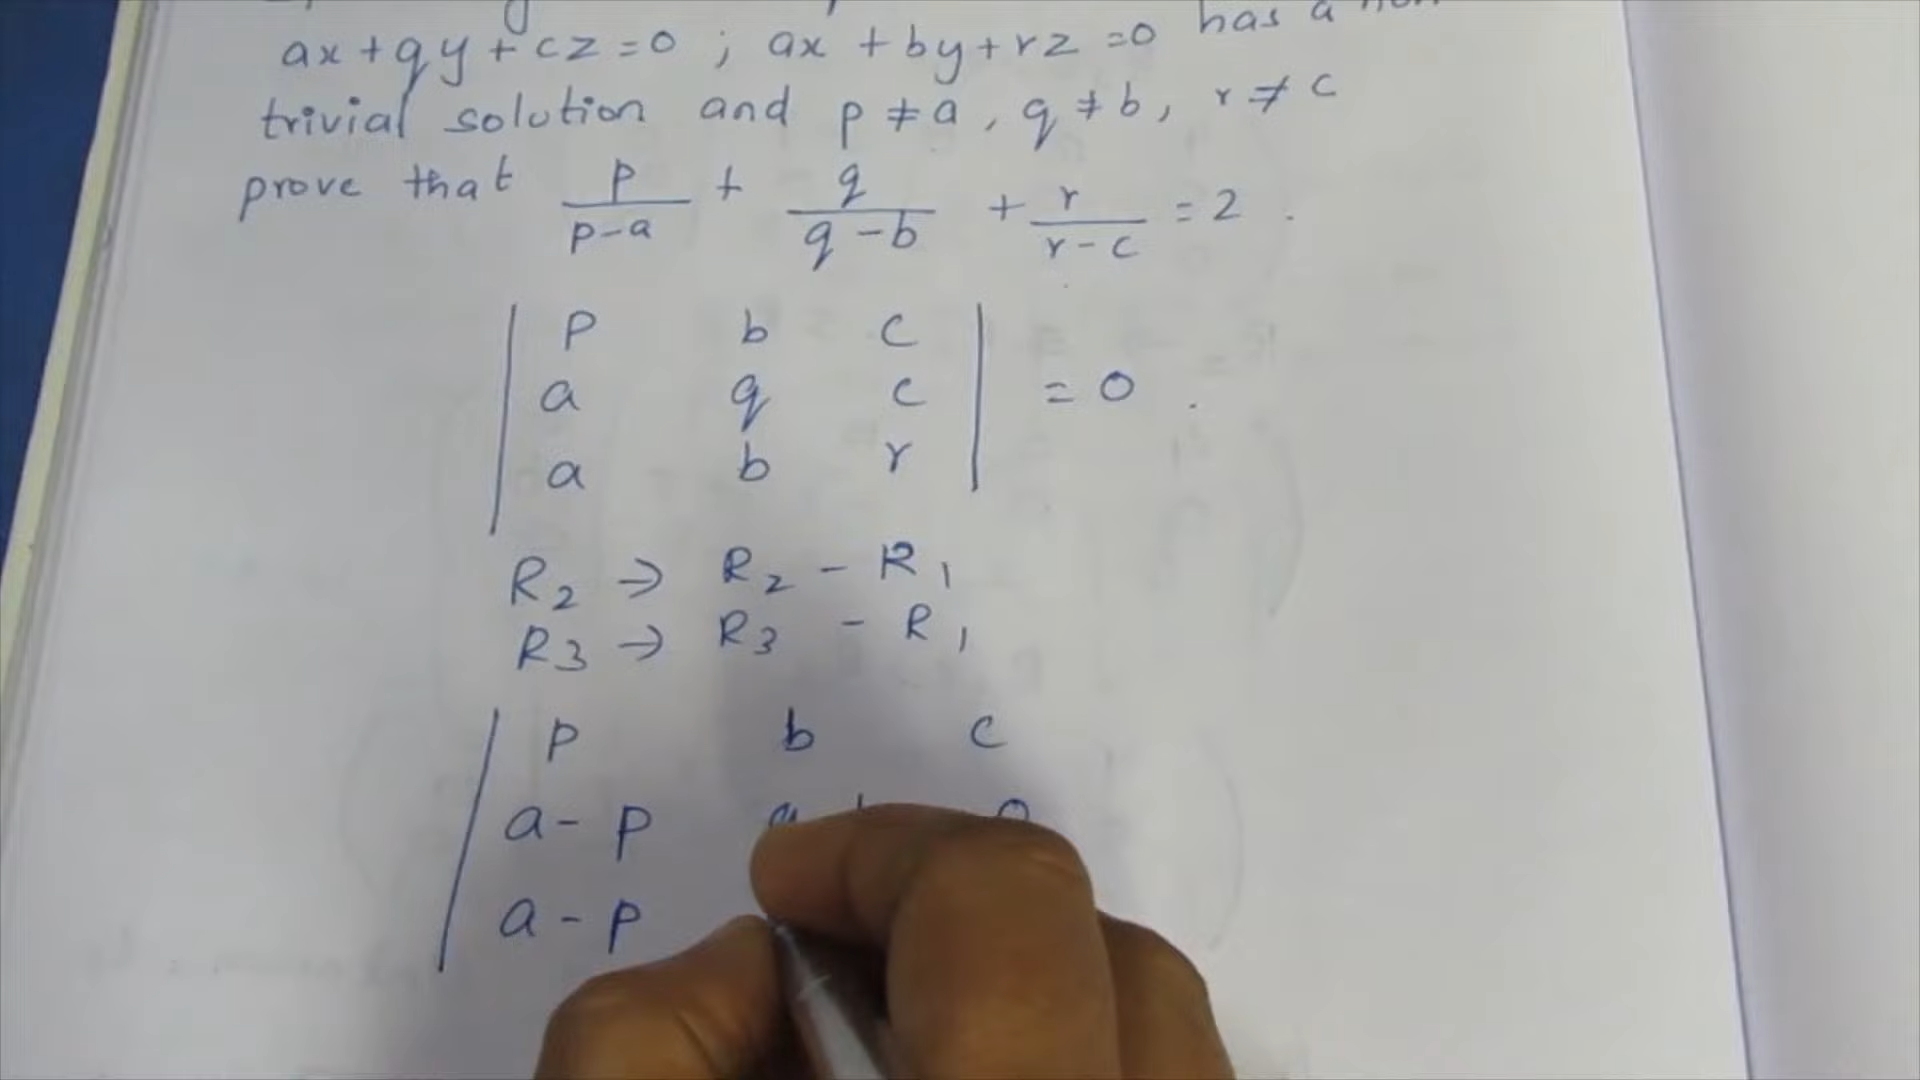 ax + qy + cz = 0 ; ax + by + rz = 0 has a
trivial solution and p ≠ a, q ≠ b, r ≠ c
prove that p/(p-a) + q/(q-b) + r/(r-c) = 2.
| p b c |
| a q c | = 0.
| a b r |
R₂ → R₂ - R₁
R₃ → R₃ - R₁
| p b c
| a-p 0
| a-p